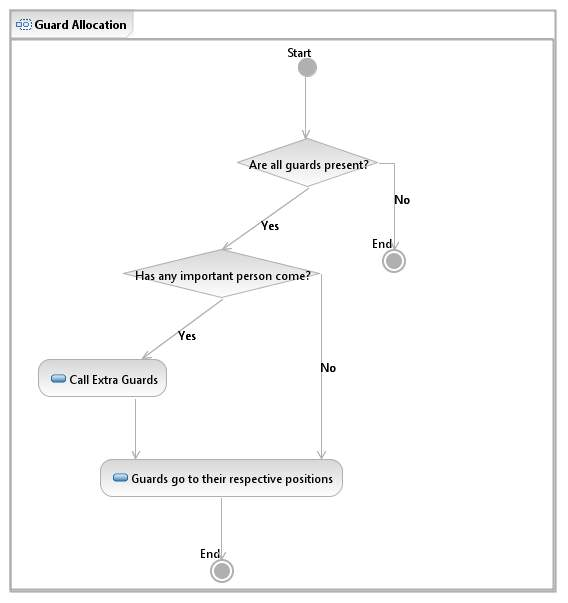 Guard Allocation
Start
Are all guards present?
No
Yes
End
Has any important person come?
Yes
No
Call Extra Guards
Guards go to their respective positions
End